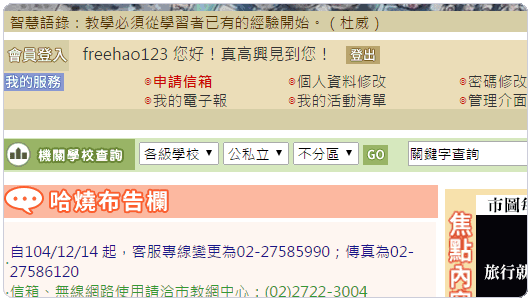 智慧語錄：教學必須從學習者已有的經驗開始。（杜威）
會員登入 freehao123 您好！真高興見到您！ 登出
我的服務 申請信箱 個人資料修改 密碼修改
我的電子報 我的活動清單 管理介面
機關學校查詢 各級學校 公私立 不分區 GO 關鍵字查詢
哈燒布告欄
市圖每
焦點內容
旅行就
自104/12/14 起，客服專線變更為02-27585990；傳真為02-
27586120
信箱、無線網路使用請洽市教網中心：(02)2722-3004